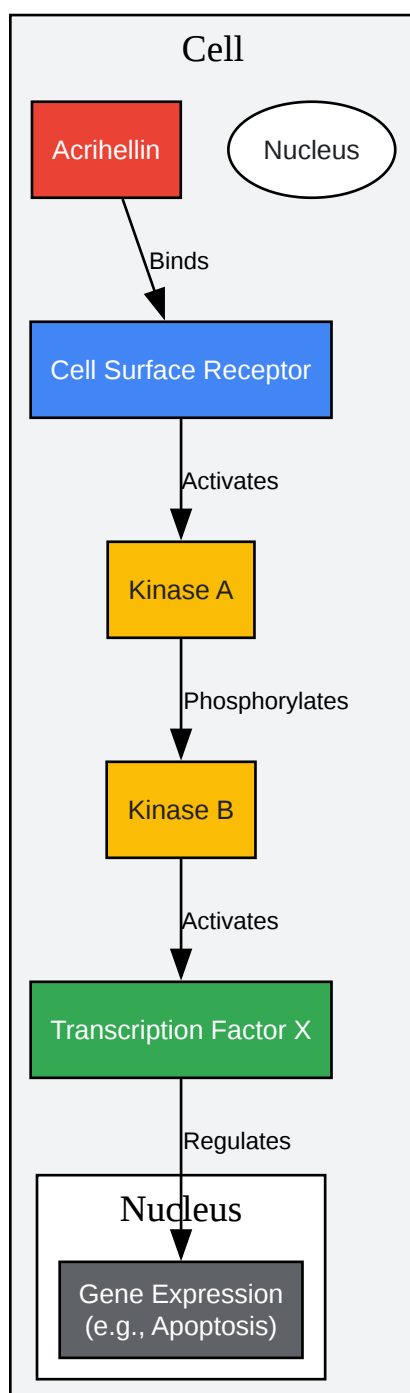 Cell
Acrihellin
Nucleus
Binds
Cell Surface Receptor
Activates
Kinase A
Phosphorylates
Kinase B
Activates
Transcription Factor X
Regulates
Nucleus
Gene Expression
(e.g., Apoptosis)